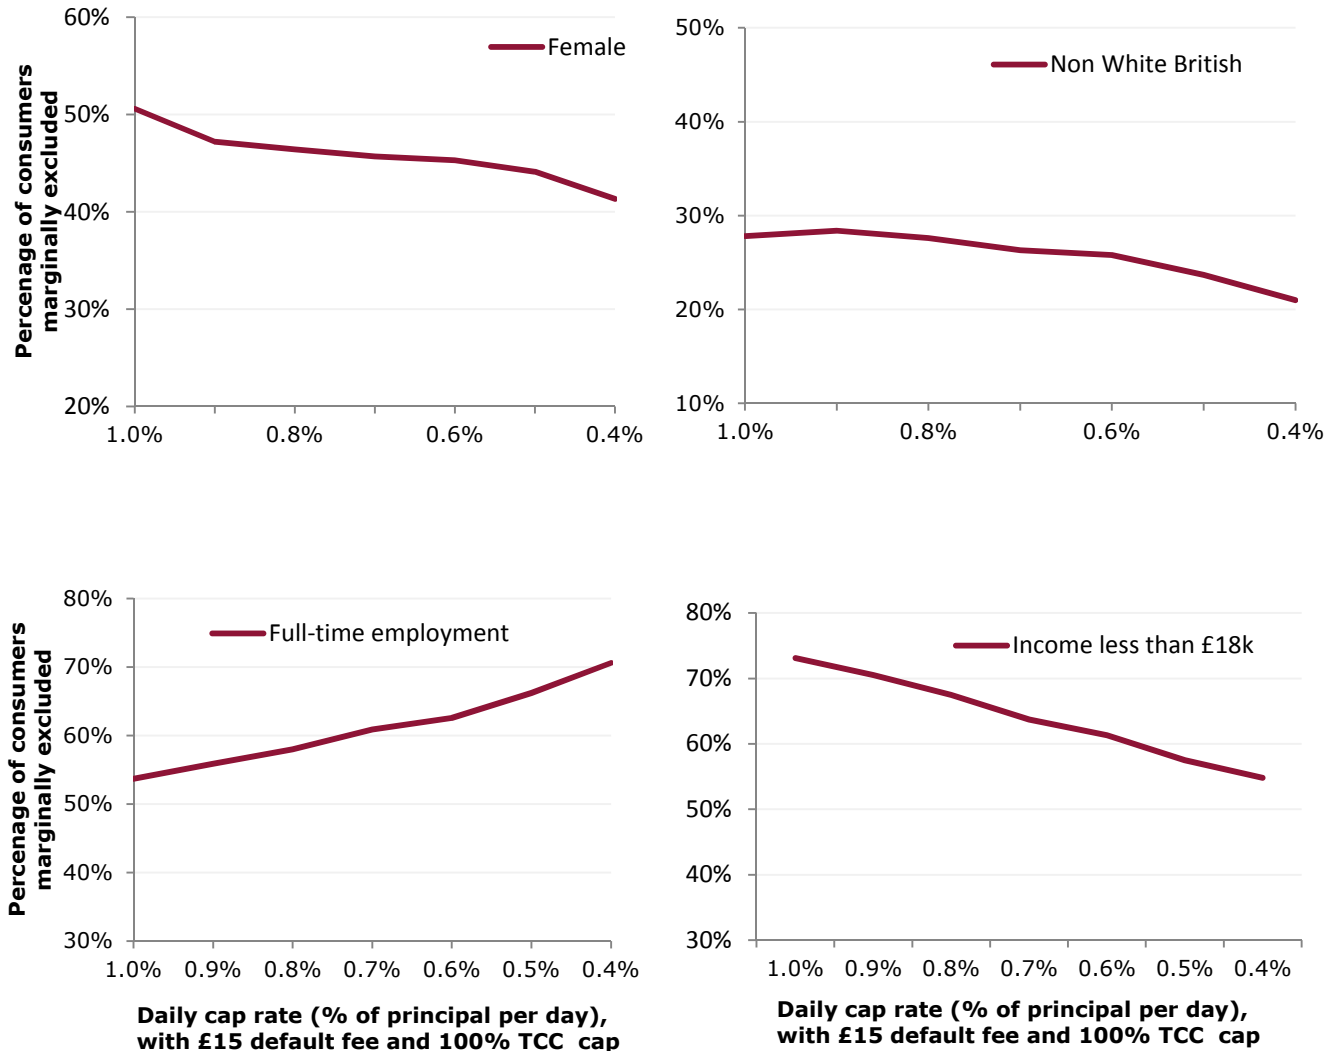 60%
50%
40%
30%
20%
Percenage of consumers
marginally excluded
Female
1.0%
0.8%
0.6%
0.4%
50%
40%
30%
20%
10%
Non White British
1.0%
0.8%
0.6%
0.4%
80%
70%
60%
50%
40%
30%
Percenage of consumers
marginally excluded
Full-time employment
1.0% 0.9% 0.8% 0.7% 0.6% 0.5% 0.4%
Daily cap rate (% of principal per day),
with £15 default fee and 100% TCC cap
80%
70%
60%
50%
40%
30%
Income less than £18k
1.0% 0.9% 0.8% 0.7% 0.6% 0.5% 0.4%
Daily cap rate (% of principal per day),
with £15 default fee and 100% TCC cap